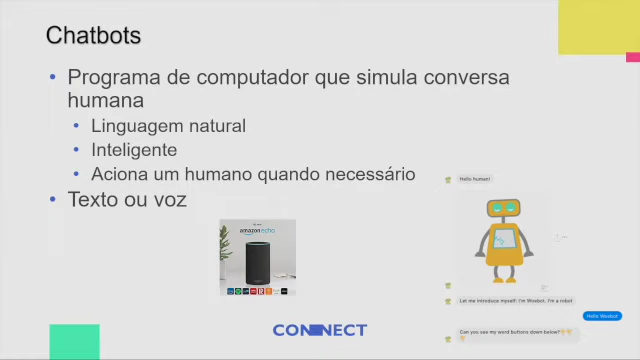 Chatbots
• Programa de computador que simula conversa
humana
• Linguagem natural
• Inteligente
• Aciona um humano quando necessário
• Texto ou voz
amazon echo
Hello human!
Let me introduce myself: I'm Woebot. I'm a robot
Hello Woebot
Can you see my word buttons down below?
CONNECT